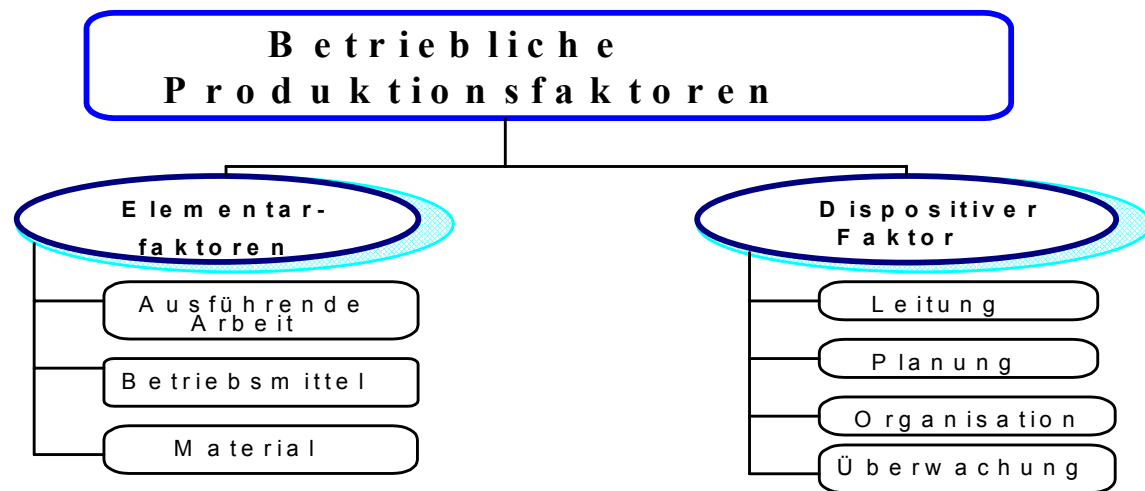 Betriebliche
Produktionsfaktoren
Elementar-
faktoren
Ausführende
Arbeit
Betriebsmittel
Material
Dispositiver
Faktor
Leitung
Planung
Organisation
Überwachung